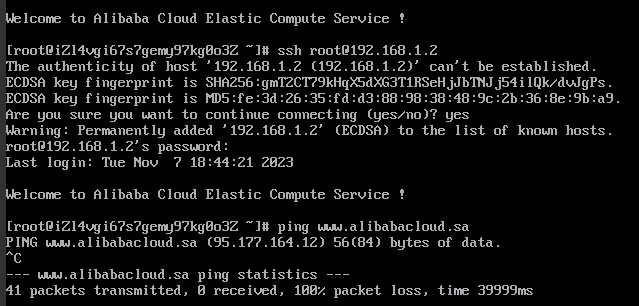 Welcome to Alibaba Cloud Elastic Compute Service !
[root@iZl4vgi67s7gemy97kg0o3Z ~]# ssh root@192.168.1.2
The authenticity of host '192.168.1.2 (192.168.1.2)' can't be established.
ECDSA key fingerprint is SHA256:gmT2CT79kHqX5dXG3T1RSeHjJbTNJj54ilQk/dvJgPs.
ECDSA key fingerprint is MD5:fe:3d:26:35:fd:d3:88:98:38:48:9c:2b:36:8e:9b:a9.
Are you sure you want to continue connecting (yes/no)? yes
Warning: Permanently added '192.168.1.2' (ECDSA) to the list of known hosts.
root@192.168.1.2's password:
Last login: Tue Nov  7 18:44:21 2023
Welcome to Alibaba Cloud Elastic Compute Service !
[root@iZl4vgi67s7gemy97kg0o3Z ~]# ping www.alibabacloud.sa
PING www.alibabacloud.sa (95.177.164.12) 56(84) bytes of data.
^C
--- www.alibabacloud.sa ping statistics ---
41 packets transmitted, 0 received, 100% packet loss, time 39999ms